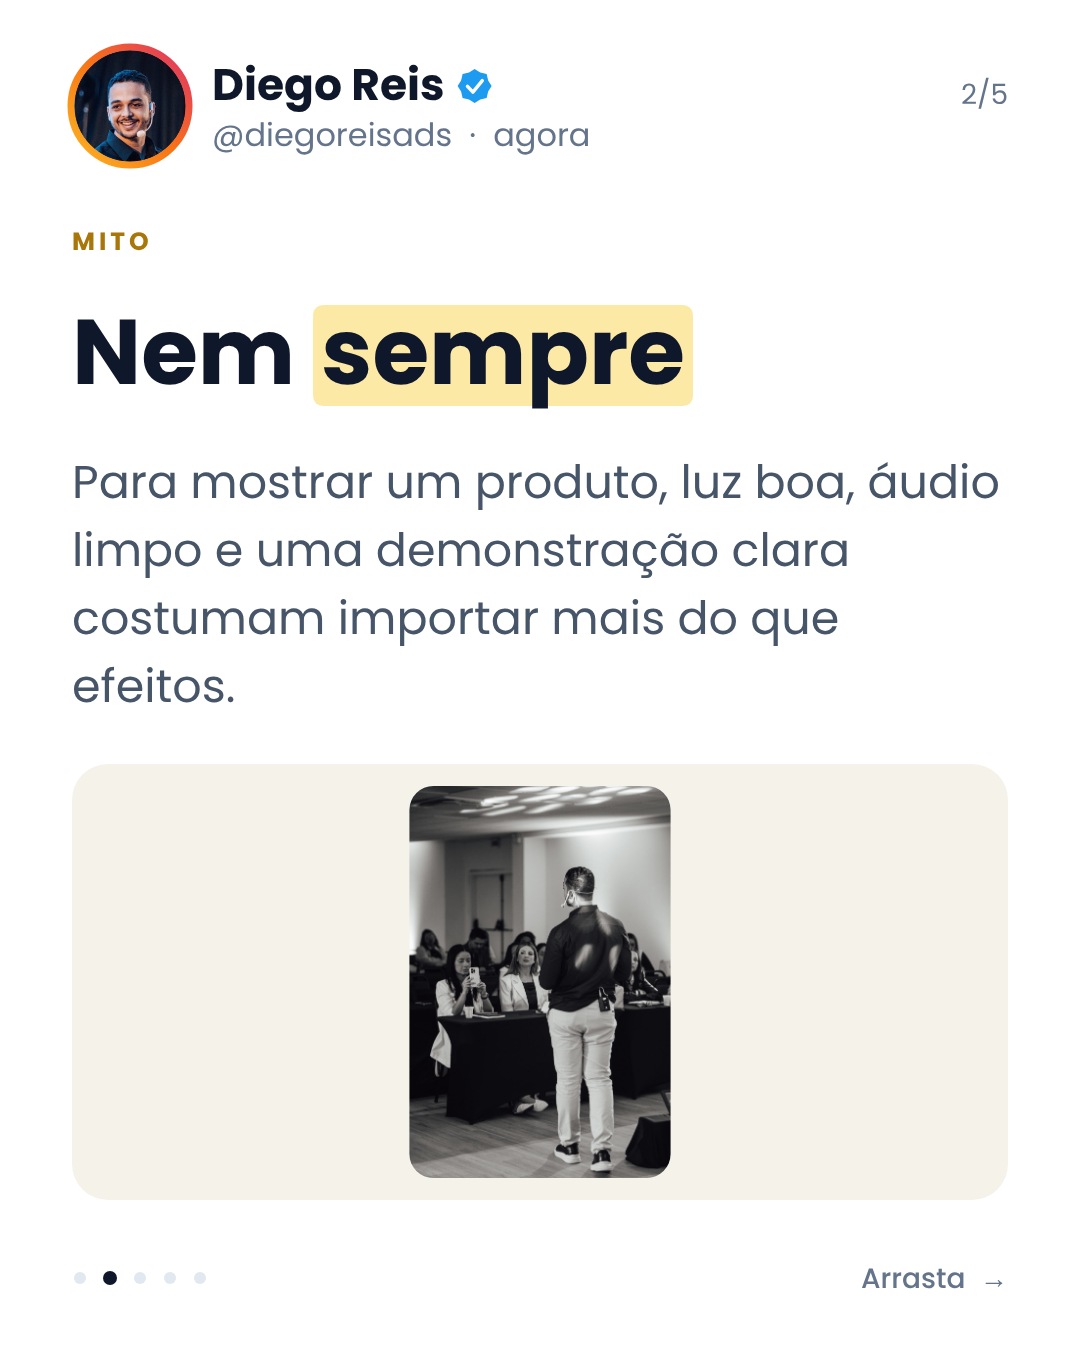 Diego Reis
@diegoreisads · agora
2/5
MITO
Nem sempre
Para mostrar um produto, luz boa, áudio
limpo e uma demonstração clara
costumam importar mais do que
efeitos.
Arrasta →